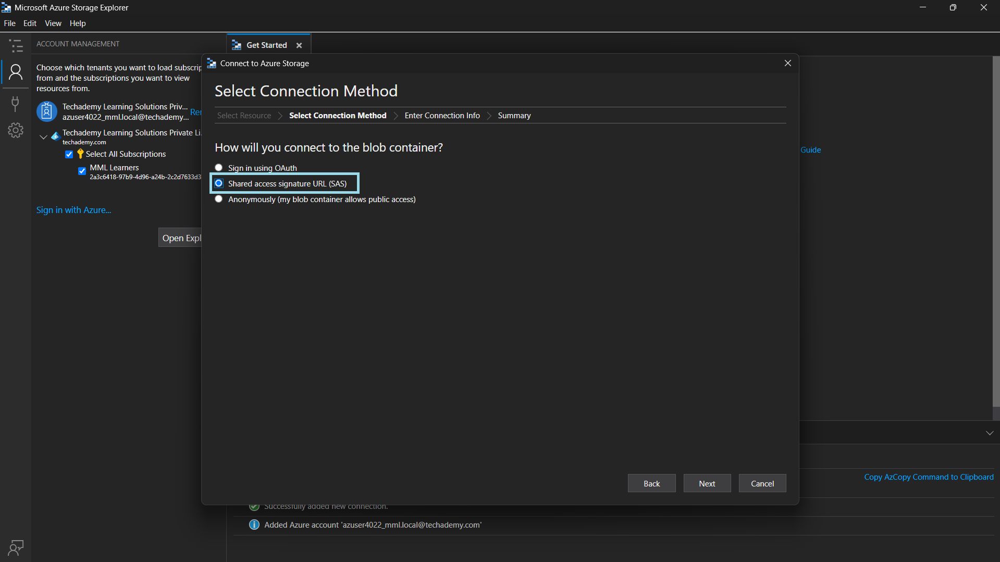 Microsoft Azure Storage Explorer
File Edit View Help
ACCOUNT MANAGEMENT
Get Started
Choose which tenants you want to load subscrip
from and the subscriptions you want to view
resources from.
Techademy Learning Solutions Priv...
azuser4022_mml.local@techademy...
Techademy Learning Solutions Private Li
techademy.com
Select All Subscriptions
MML Learners
2a3c6418-97b9-4d96-a24b-2c2d7633d3
Sign in with Azure...
Open Expl
Connect to Azure Storage
Select Connection Method
Select Resource Select Connection Method Enter Connection Info Summary
How will you connect to the blob container?
Sign in using OAuth
Shared access signature URL (SAS)
Anonymously (my blob container allows public access)
Back Next Cancel
Guide
Copy AzCopy Command to Clipboard
Successfully added new connection.
Added Azure account 'azuser4022_mml.local@techademy.com'